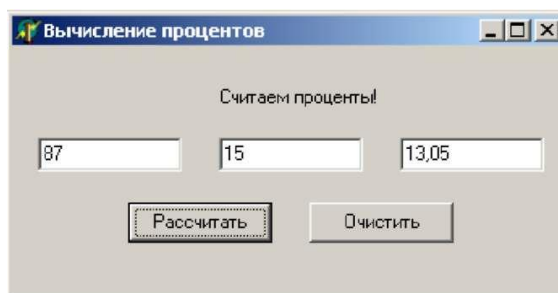 Вычисление процентов
Считаем проценты!
87 15 13,05
Рассчитать Очистить